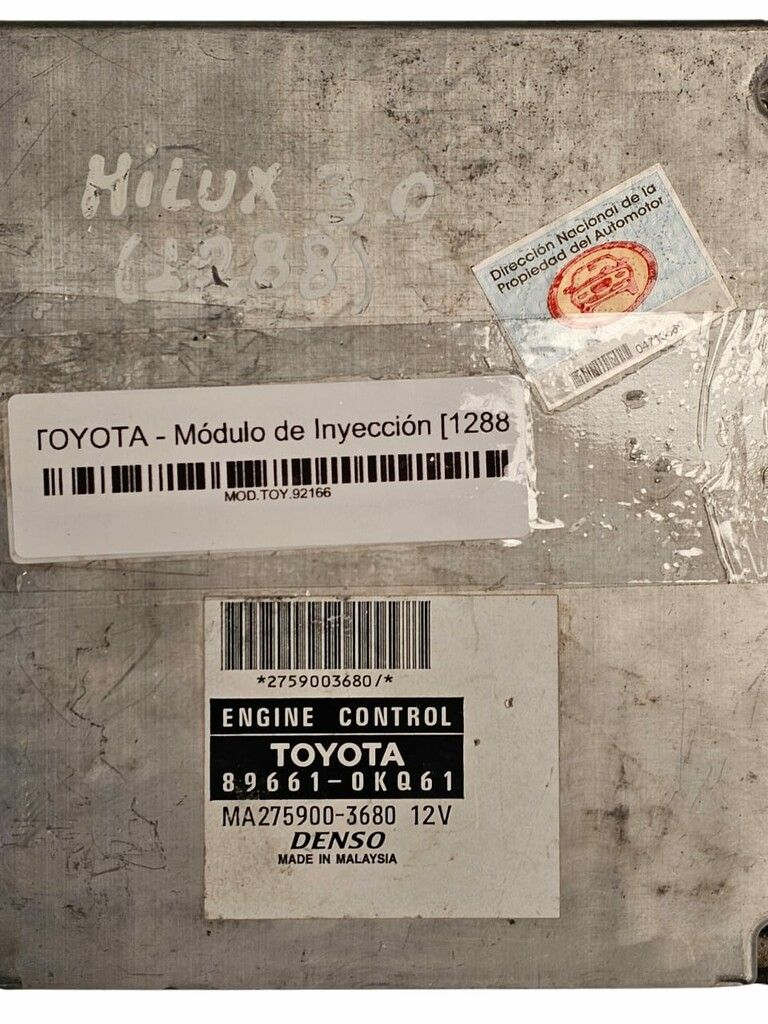 HiLUX 3.0
(1288)
Dirección Nacional de la
Propiedad del Automotor
TOYOTA - Módulo de Inyección [1288
MOD.TOY.92166
*2759003680/*
ENGINE CONTROL
TOYOTA
89661-0KQ61
MA275900-3680 12V
DENSO
MADE IN MALAYSIA